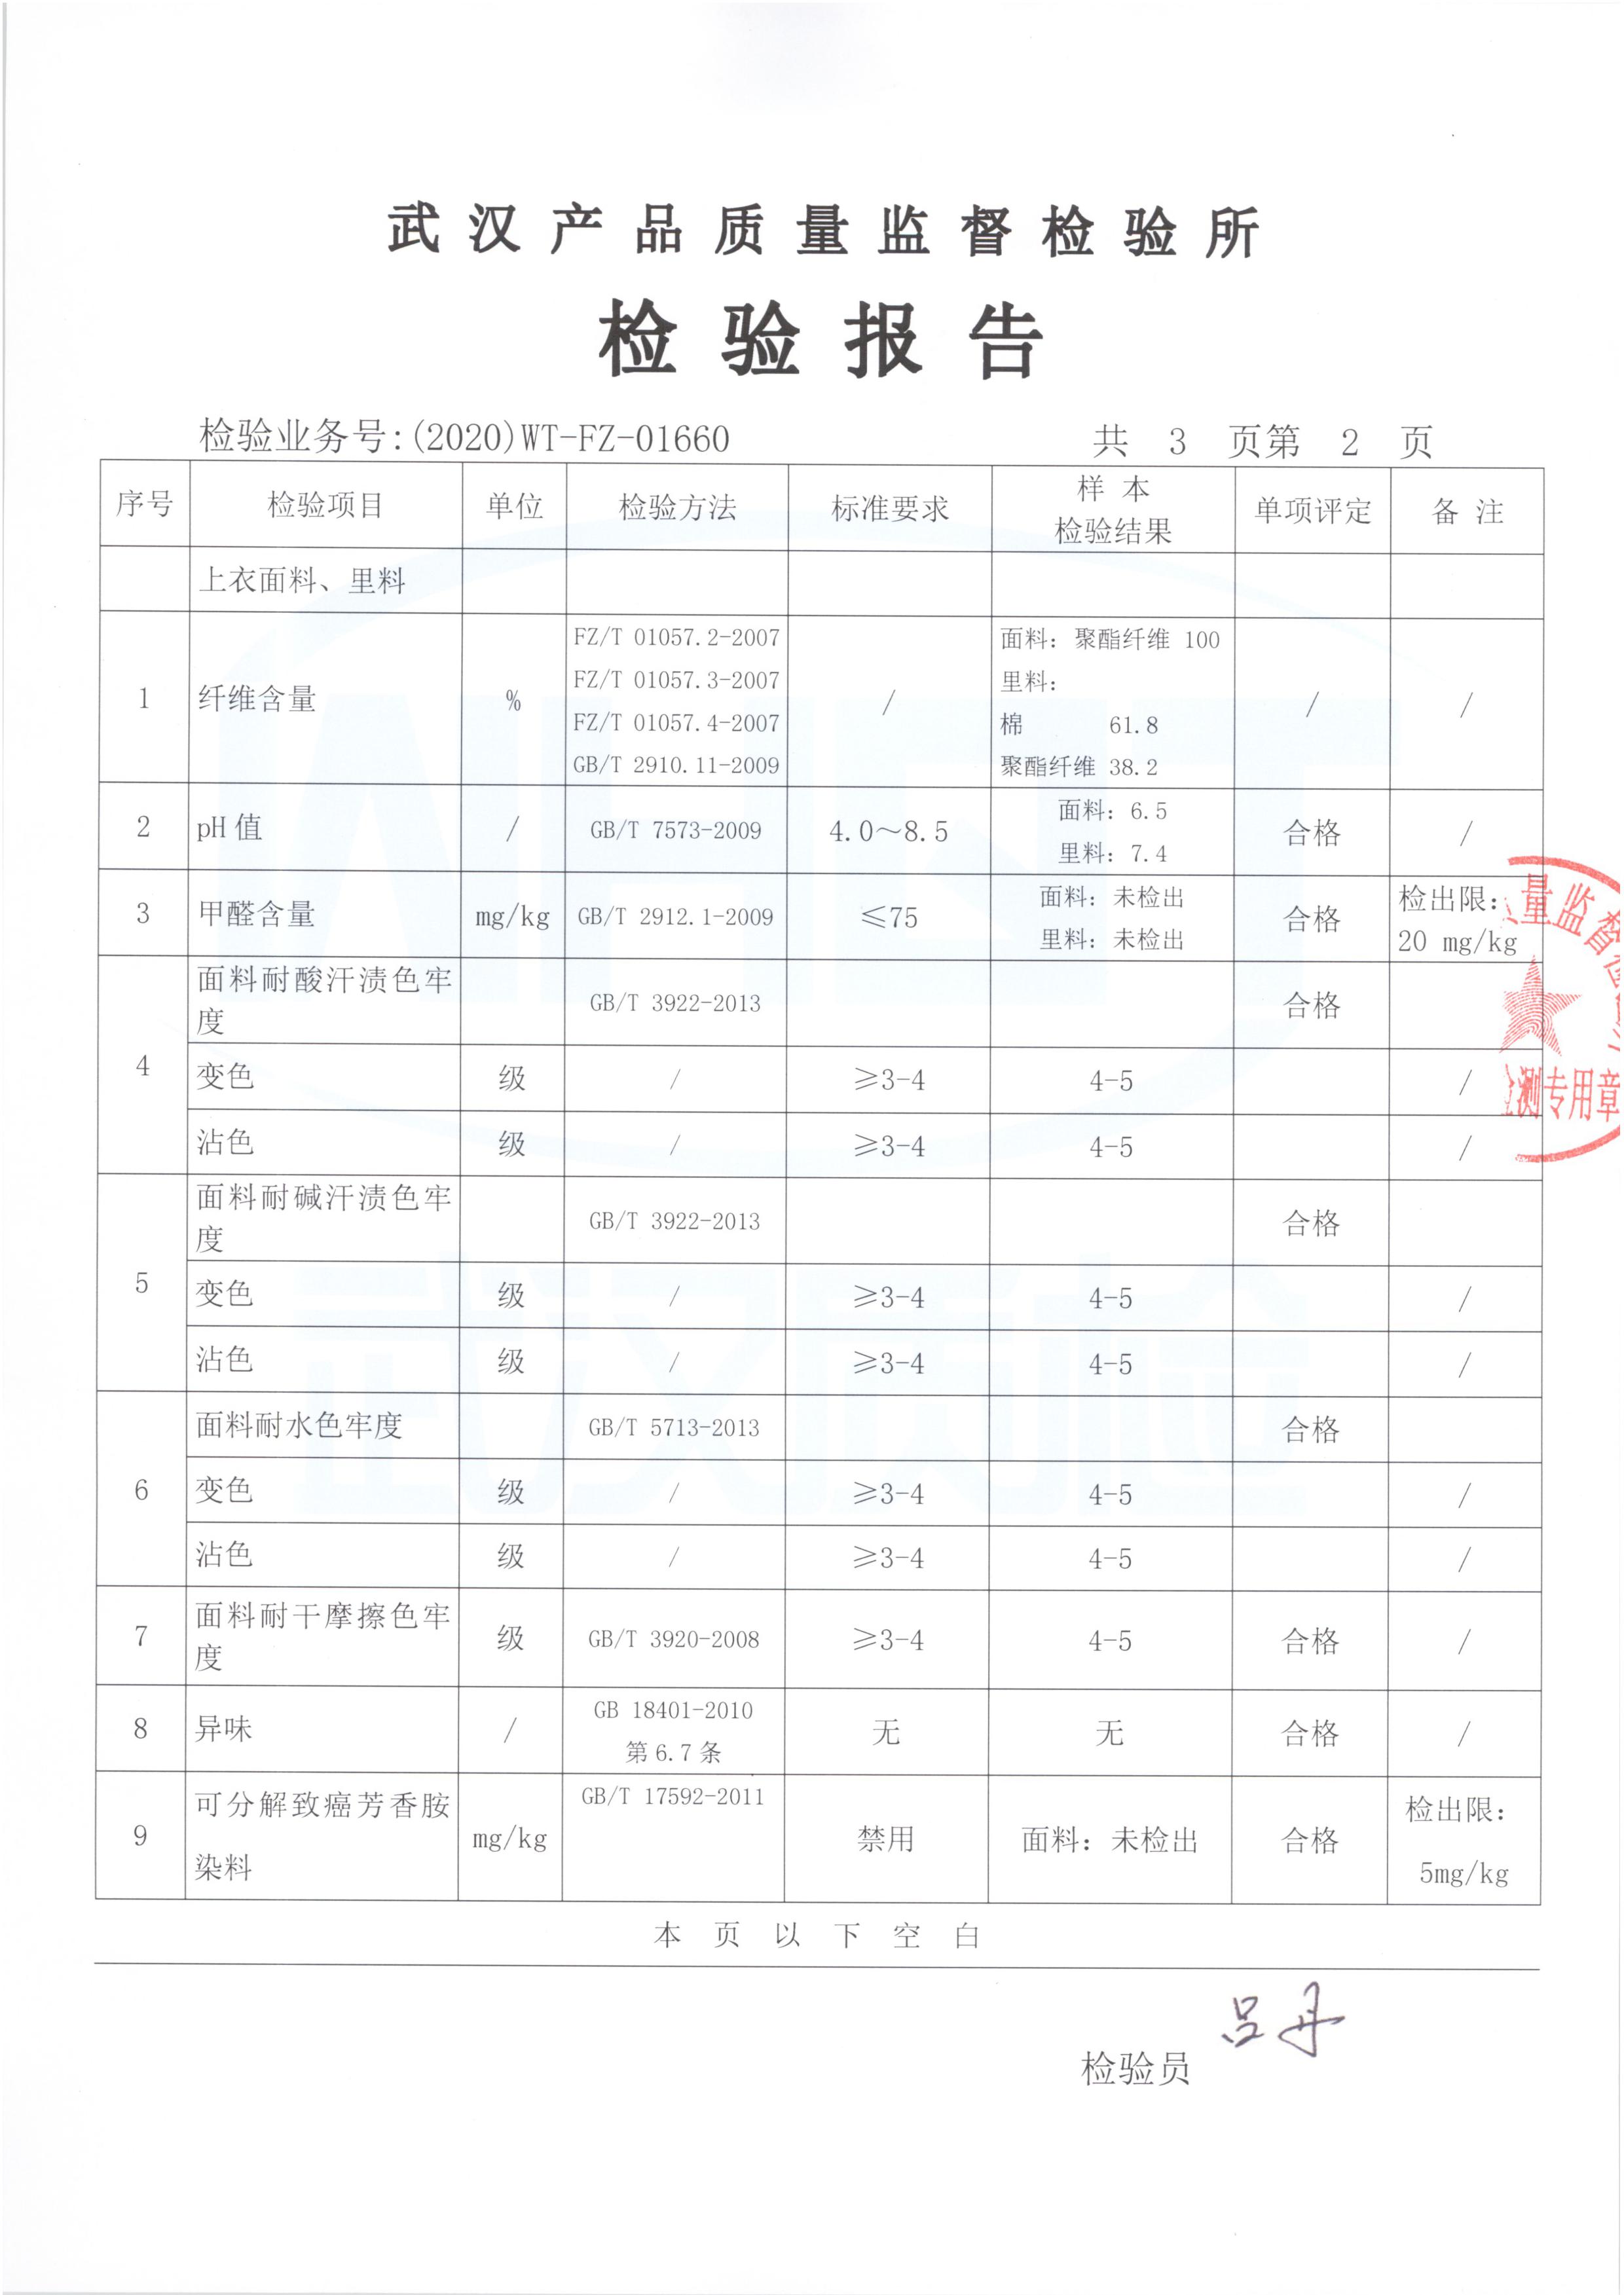 武汉产品质量监督检验所
检验报告
检验业务号:(2020)WT-FZ-01660 共 3 页第 2 页
序号 检验项目 单位 检验方法 标准要求 样本 检验结果 单项评定 备注
上衣面料、里料
1 纤维含量 % FZ/T 01057.2-2007 / 面料: 聚酯纤维 100 / /
FZ/T 01057.3-2007 里料:
FZ/T 01057.4-2007 棉 61.8
GB/T 2910.11-2009 聚酯纤维 38.2
2 pH值 / GB/T 7573-2009 4.0~8.5 面料: 6.5 合格 /
里料: 7.4
3 甲醛含量 mg/kg GB/T 2912.1-2009 ≤75 面料: 未检出 合格 检出限:
里料: 未检出 20 mg/kg
4 面料耐酸汗渍色牢度 GB/T 3922-2013 合格
变色 级 / ≥3-4 4-5 /
沾色 级 / ≥3-4 4-5 /
5 面料耐碱汗渍色牢度 GB/T 3922-2013 合格
变色 级 / ≥3-4 4-5 /
沾色 级 / ≥3-4 4-5 /
6 面料耐水色牢度 GB/T 5713-2013 合格
变色 级 / ≥3-4 4-5 /
沾色 级 / ≥3-4 4-5 /
7 面料耐干摩擦色牢度 级 GB/T 3920-2008 ≥3-4 4-5 合格 /
8 异味 / GB 18401-2010 无 无 合格 /
第6.7条
9 可分解致癌芳香胺 mg/kg GB/T 17592-2011 禁用 面料: 未检出 合格 检出限:
染料 5mg/kg
本页以下空白
检验员 吕丹
量监督
测专用章
WHQT
武汉质检